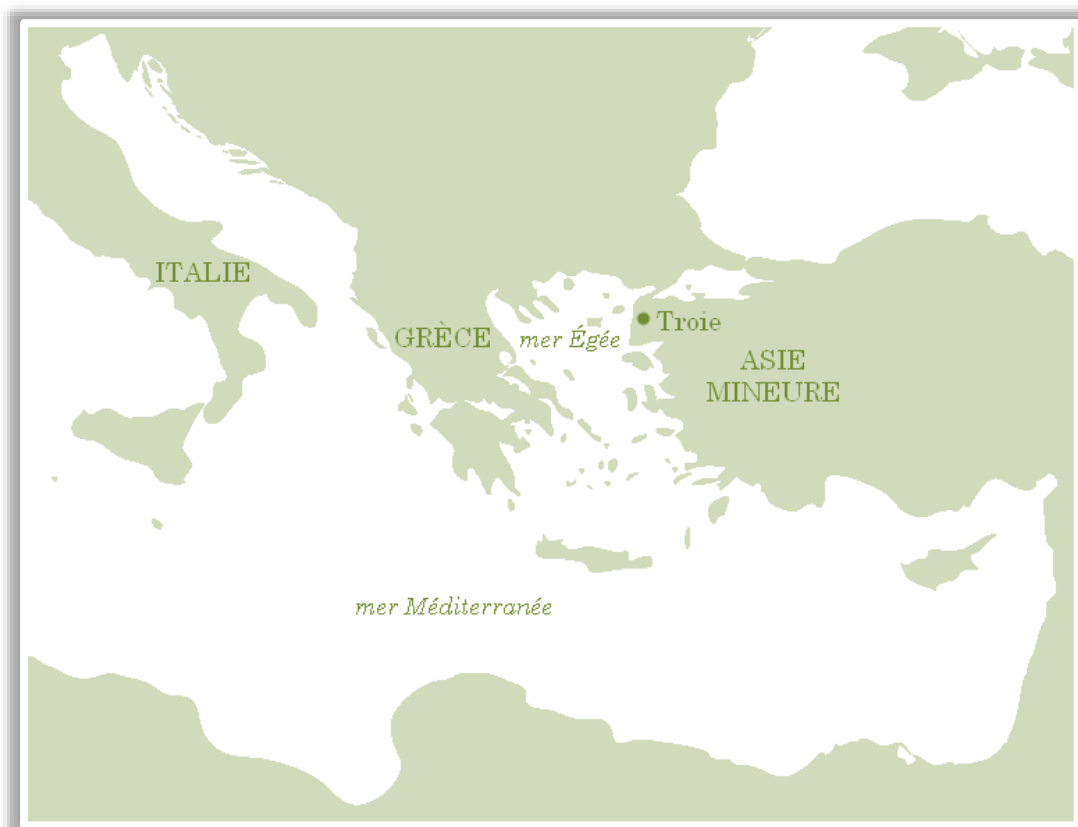 ITALIE
GRÈCE
mer Égée
Troie
ASIE
MINEURE
mer Méditerranée